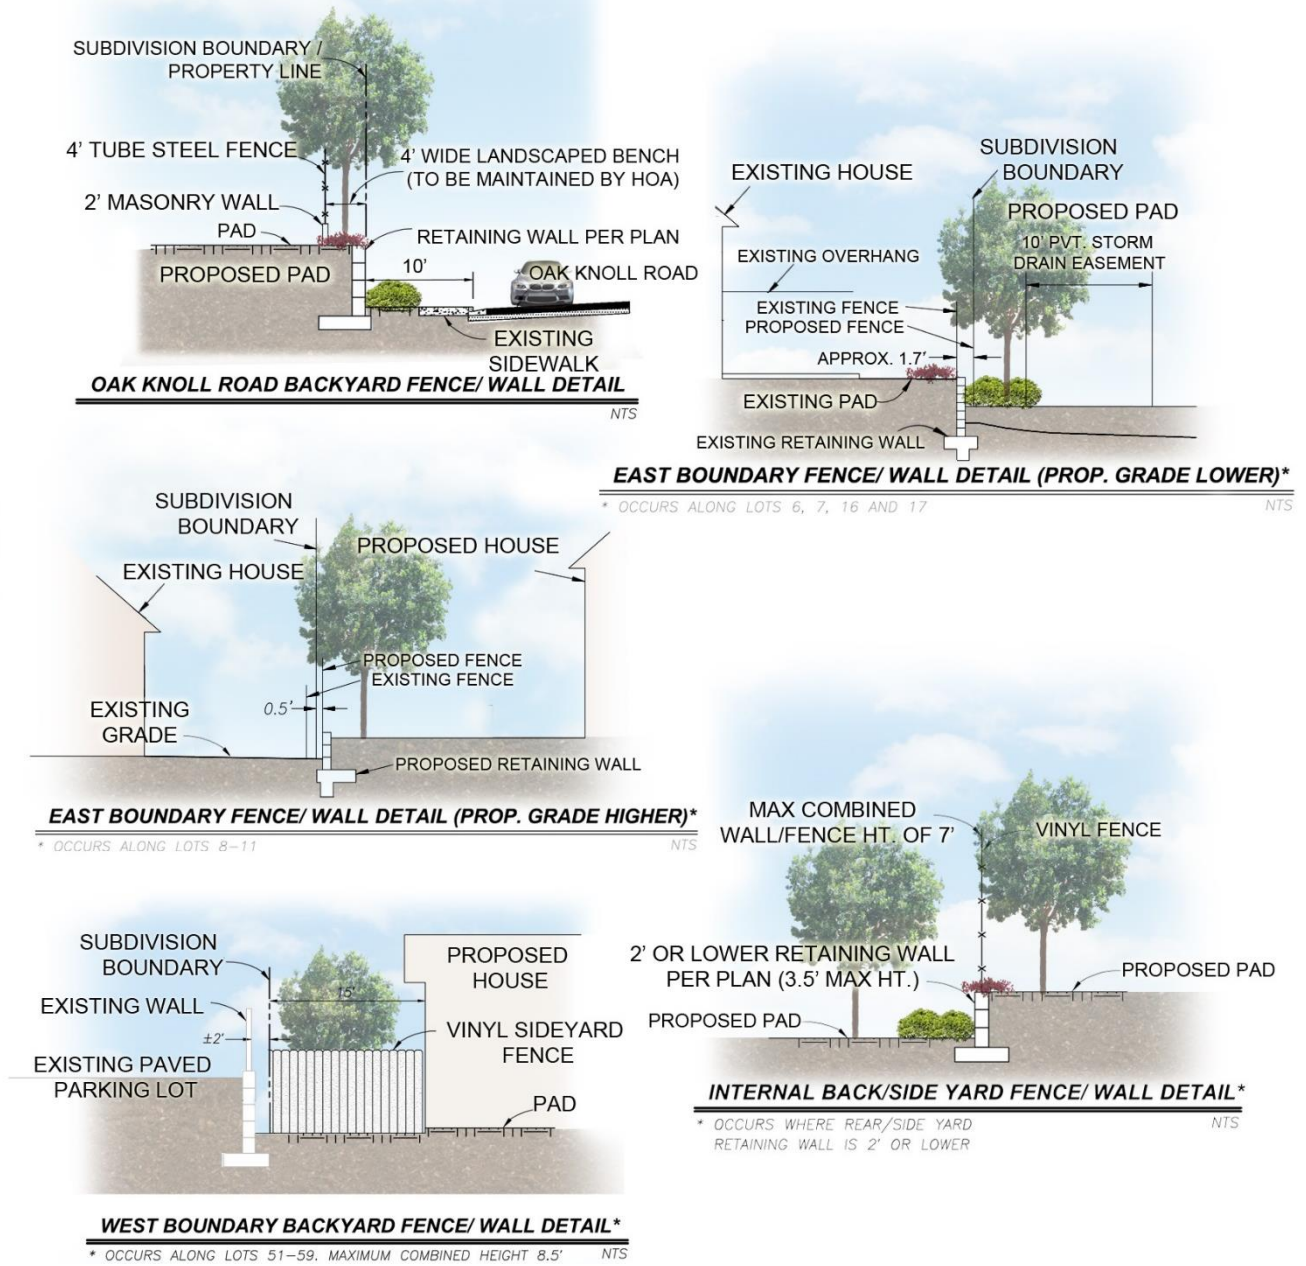 SUBDIVISION BOUNDARY /
PROPERTY LINE
4' TUBE STEEL FENCE
4' WIDE LANDSCAPED BENCH
(TO BE MAINTAINED BY HOA)
2' MASONRY WALL
PAD
RETAINING WALL PER PLAN
PROPOSED PAD
10'
OAK KNOLL ROAD
EXISTING
SIDEWALK
OAK KNOLL ROAD BACKYARD FENCE/ WALL DETAIL
NTS
SUBDIVISION
BOUNDARY
EXISTING HOUSE
PROPOSED PAD
10' PVT. STORM
DRAIN EASEMENT
EXISTING OVERHANG
EXISTING FENCE
PROPOSED FENCE
APPROX. 1.7'
EXISTING PAD
EXISTING RETAINING WALL
EAST BOUNDARY FENCE/ WALL DETAIL (PROP. GRADE LOWER)*
* OCCURS ALONG LOTS 6, 7, 16 AND 17
NTS
SUBDIVISION
BOUNDARY
PROPOSED HOUSE
EXISTING HOUSE
PROPOSED FENCE
EXISTING FENCE
0.5'
EXISTING
GRADE
PROPOSED RETAINING WALL
EAST BOUNDARY FENCE/ WALL DETAIL (PROP. GRADE HIGHER)*
* OCCURS ALONG LOTS 8-11
NTS
MAX COMBINED
WALL/FENCE HT. OF 7'
VINYL FENCE
2' OR LOWER RETAINING WALL
PER PLAN (3.5' MAX HT.)
PROPOSED PAD
PROPOSED PAD
INTERNAL BACK/SIDE YARD FENCE/ WALL DETAIL*
* OCCURS WHERE REAR/SIDE YARD
RETAINING WALL IS 2' OR LOWER
NTS
SUBDIVISION
BOUNDARY
PROPOSED
HOUSE
15'
EXISTING WALL
VINYL SIDEYARD
FENCE
±2'
EXISTING PAVED
PARKING LOT
PAD
WEST BOUNDARY BACKYARD FENCE/ WALL DETAIL*
* OCCURS ALONG LOTS 51-59. MAXIMUM COMBINED HEIGHT 8.5'
NTS